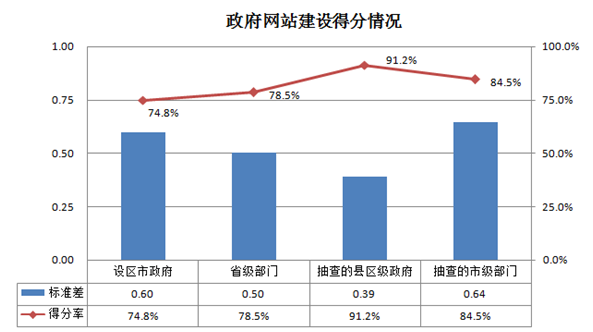 政府网站建设得分情况
1.00 100.0%
91.2%
84.5%
78.5%
0.75 74.8% 75.0%
0.50 50.0%
0.25 25.0%
0.00 0.0%
设区市政府 省级部门 抽查的县区级政府 抽查的市级部门
标准差 0.60 0.50 0.39 0.64
得分率 74.8% 78.5% 91.2% 84.5%